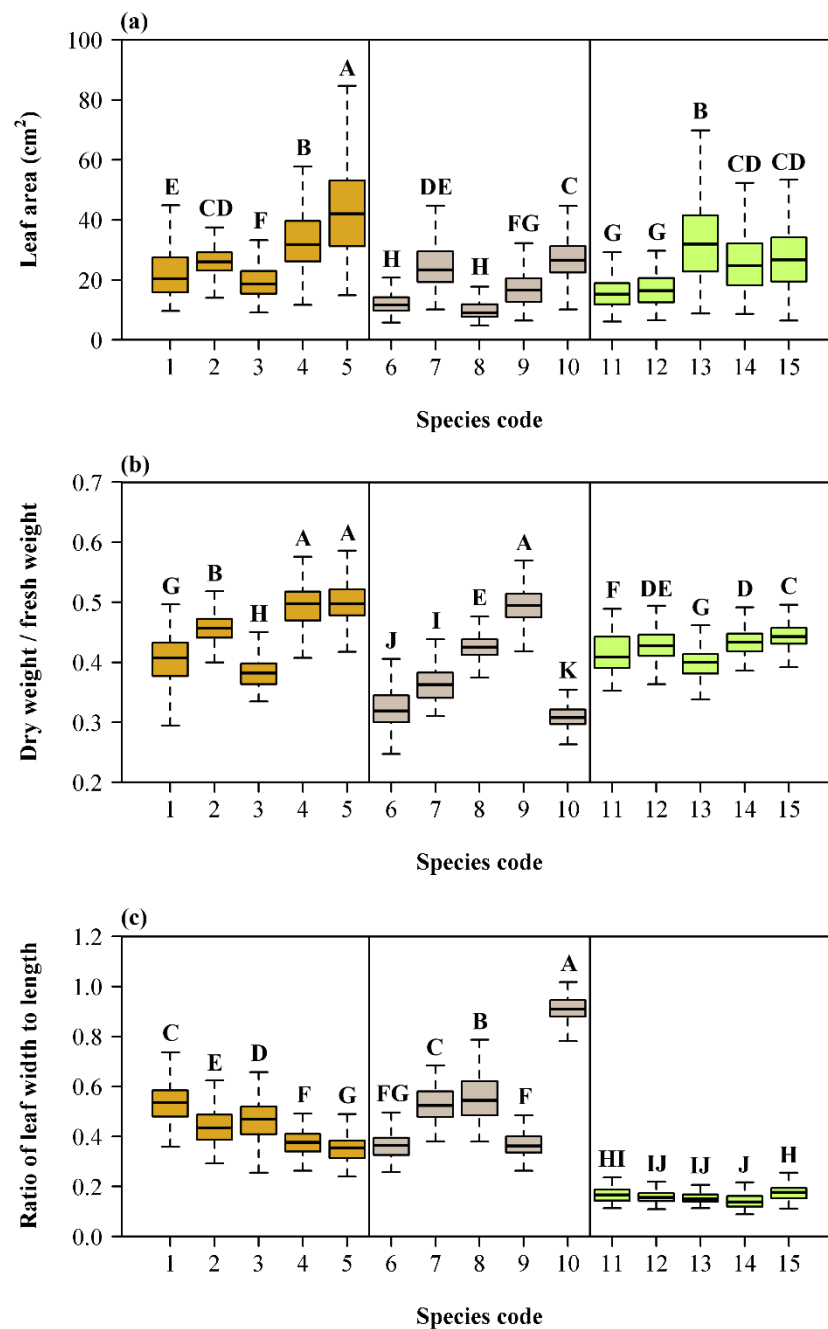 (a)
Leaf area (cm²)
100
80
60
40
20
0
E CD F B A H DE H FG C G G B CD CD
1 2 3 4 5 6 7 8 9 10 11 12 13 14 15
Species code
(b)
Dry weight / fresh weight
0.7
0.6
0.5
0.4
0.3
0.2
G B H A A J I E A K F DE G D C
1 2 3 4 5 6 7 8 9 10 11 12 13 14 15
Species code
(c)
Ratio of leaf width to length
1.2
1.0
0.8
0.6
0.4
0.2
0.0
C E D F G FG C B F A HI IJ IJ J H
1 2 3 4 5 6 7 8 9 10 11 12 13 14 15
Species code